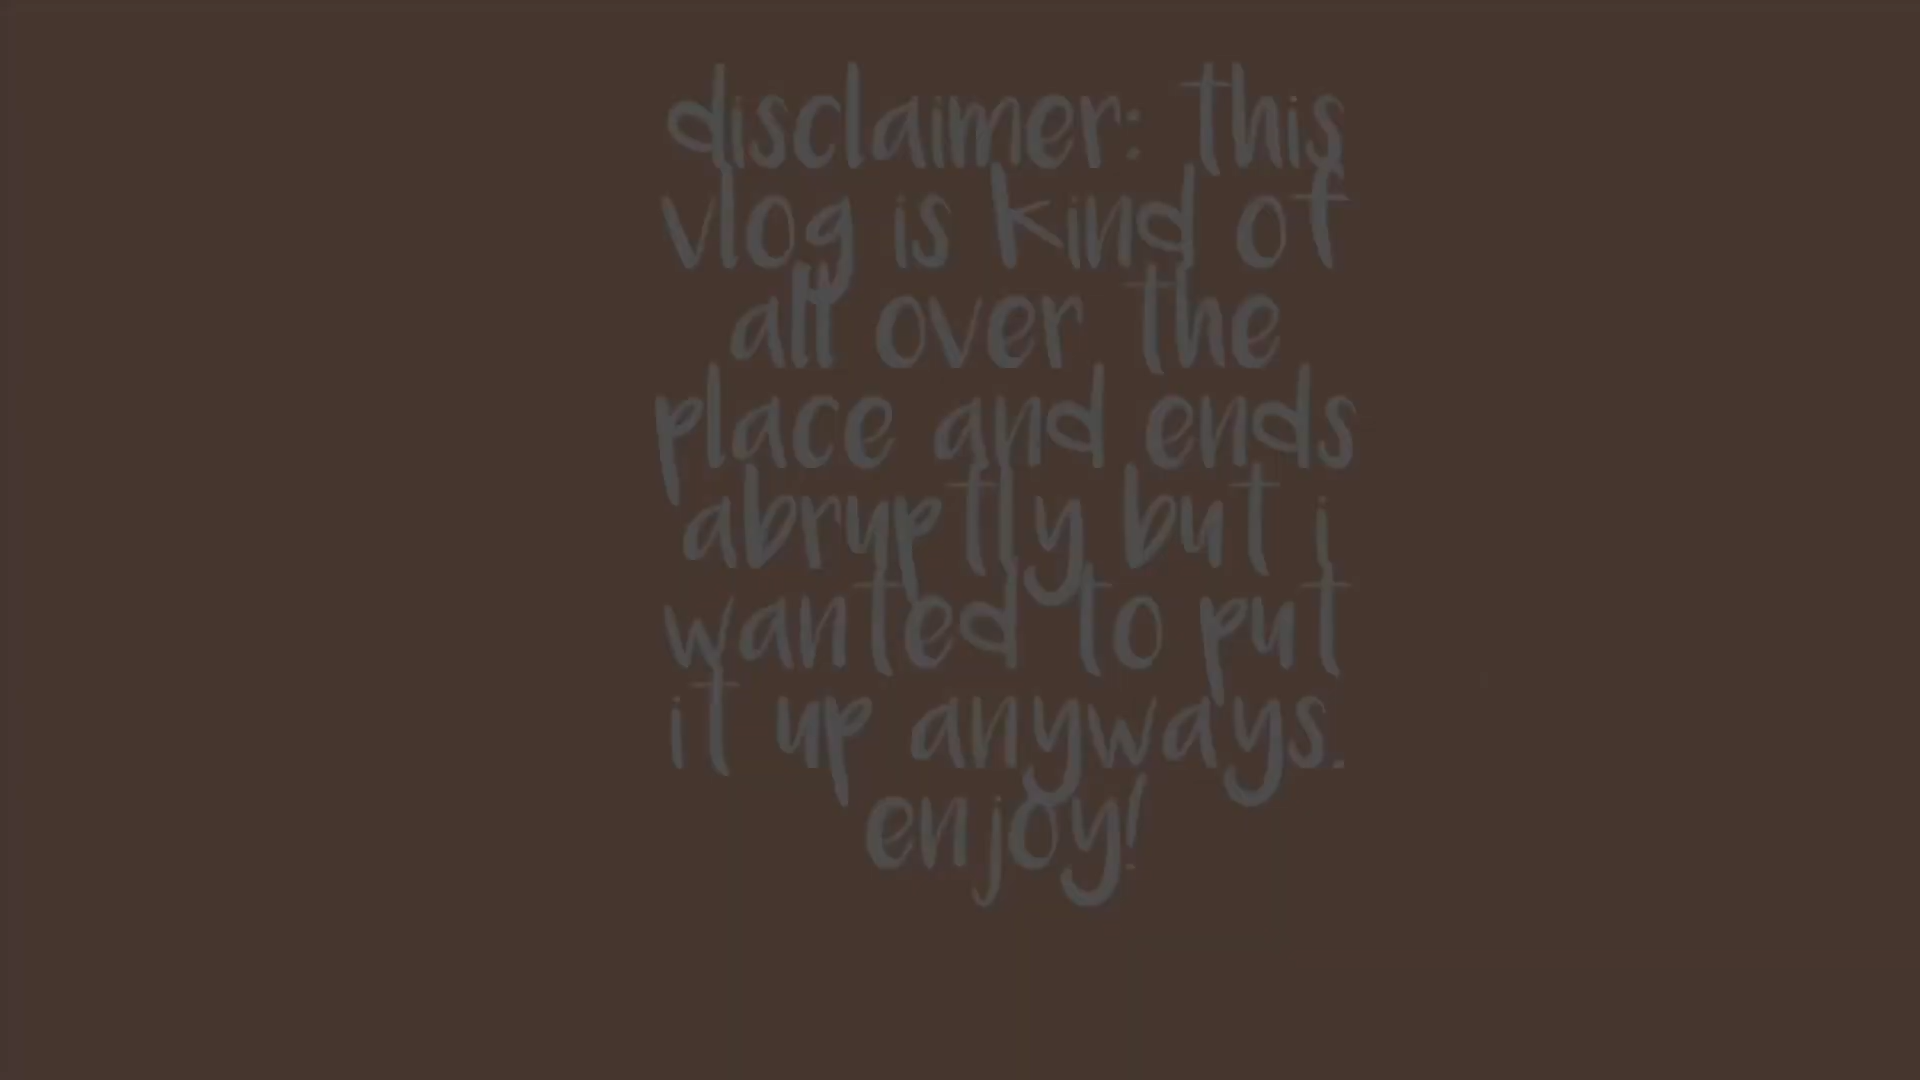 disclaimer: this
vlog is kind of
all over the
place and ends
abruptly but i
wanted to put
it up anyways.
enjoy!